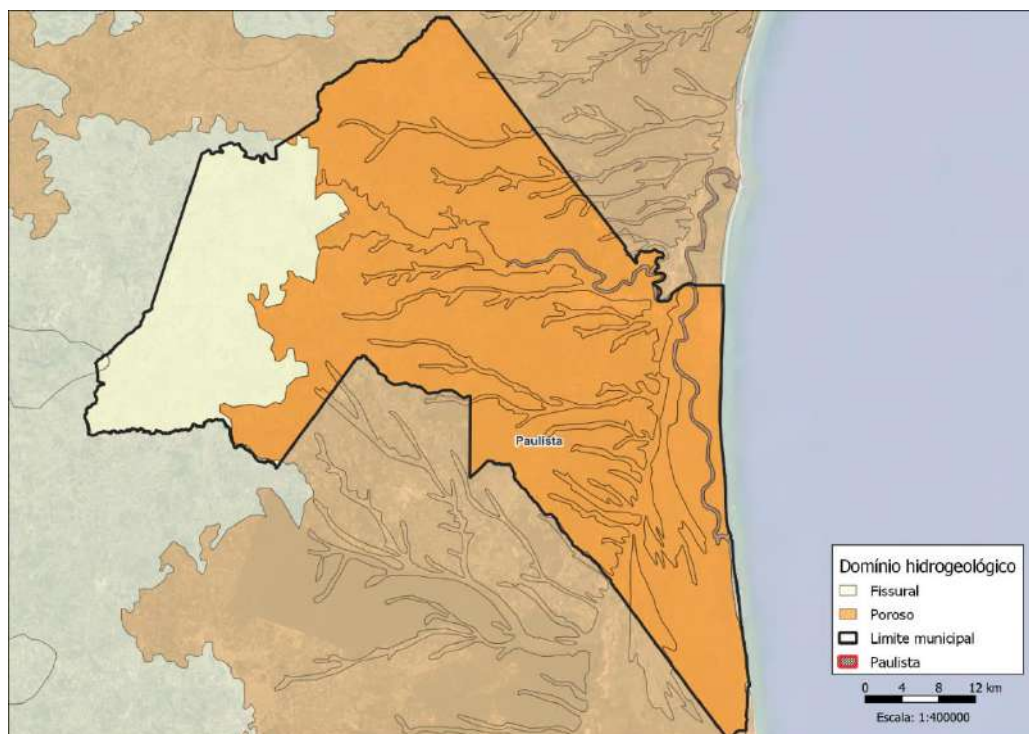 Paulista
Domínio hidrogeológico
Fissural
Poroso
Limite municipal
Paulista
0 4 8 12 km
Escala: 1:400000